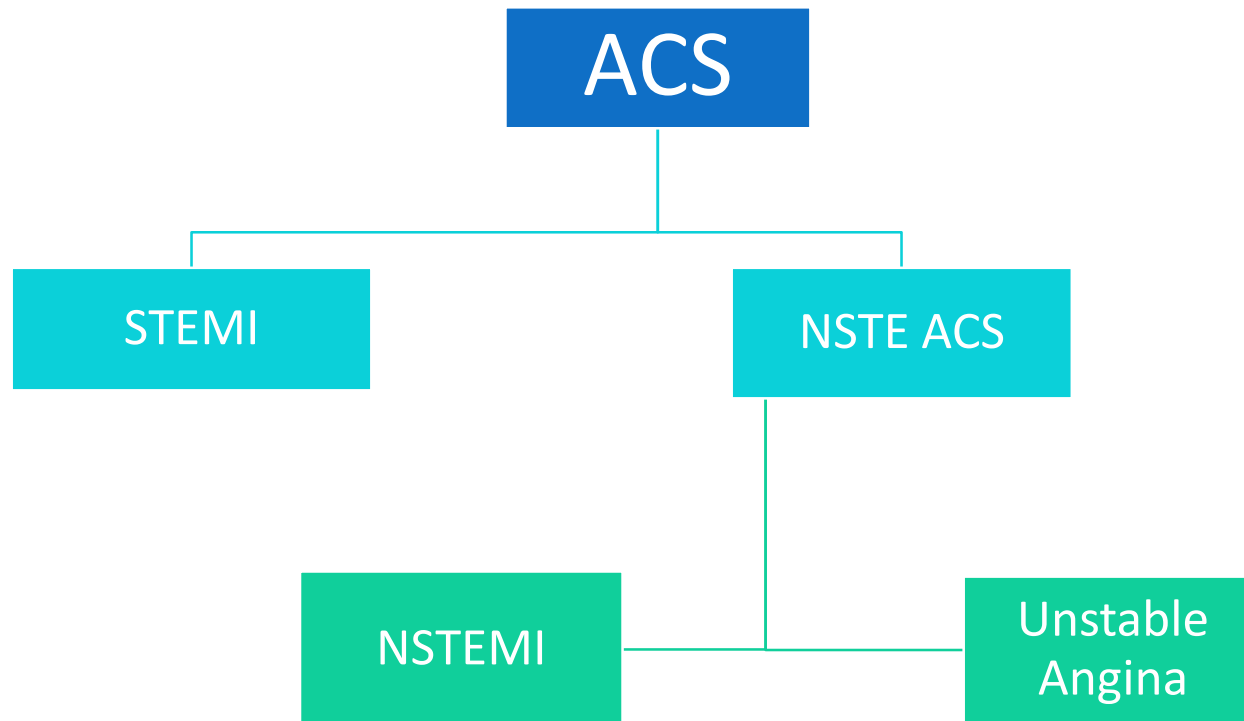 ACS
STEMI
NSTE ACS
NSTEMI
Unstable
Angina